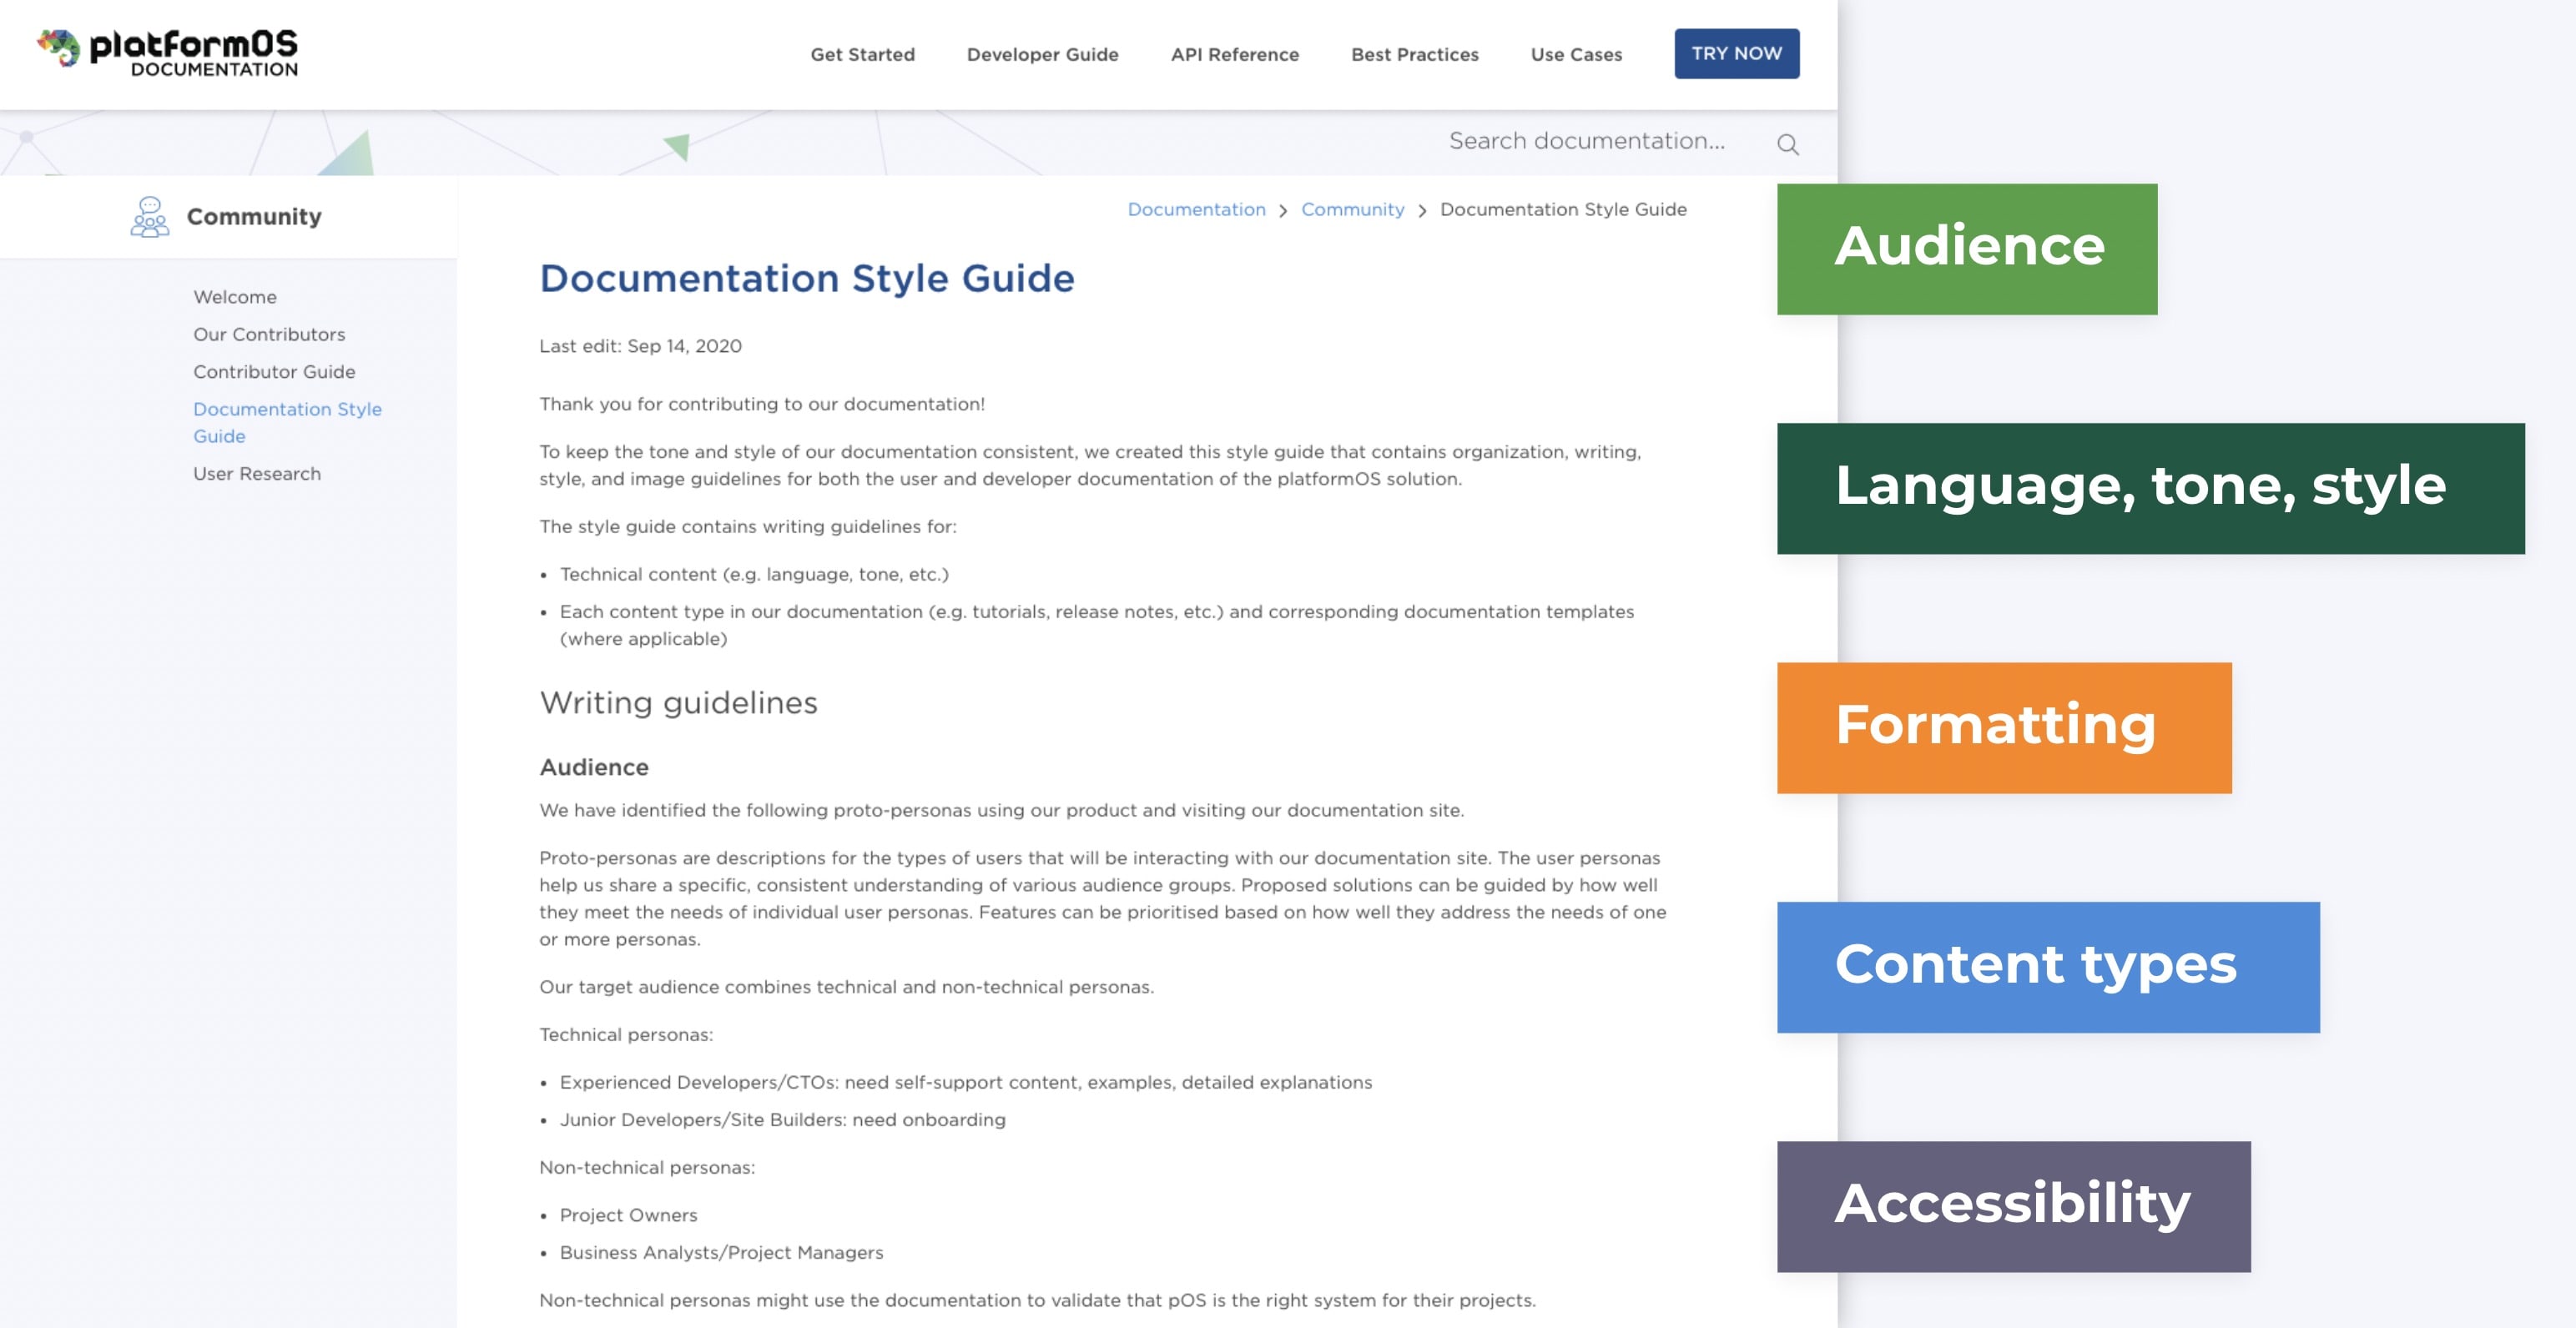 platformOS
DOCUMENTATION
Get Started
Developer Guide
API Reference
Best Practices
Use Cases
TRY NOW
Search documentation...
Community
Welcome
Our Contributors
Contributor Guide
Documentation Style
Guide
User Research
Documentation > Community > Documentation Style Guide
Documentation Style Guide
Last edit: Sep 14, 2020
Thank you for contributing to our documentation!
To keep the tone and style of our documentation consistent, we created this style guide that contains organization, writing,
style, and image guidelines for both the user and developer documentation of the platformOS solution.
The style guide contains writing guidelines for:
• Technical content (e.g. language, tone, etc.)
• Each content type in our documentation (e.g. tutorials, release notes, etc.) and corresponding documentation templates
(where applicable)
Writing guidelines
Audience
We have identified the following proto-personas using our product and visiting our documentation site.
Proto-personas are descriptions for the types of users that will be interacting with our documentation site. The user personas
help us share a specific, consistent understanding of various audience groups. Proposed solutions can be guided by how well
they meet the needs of individual user personas. Features can be prioritised based on how well they address the needs of one
or more personas.
Our target audience combines technical and non-technical personas.
Technical personas:
• Experienced Developers/CTOs: need self-support content, examples, detailed explanations
• Junior Developers/Site Builders: need onboarding
Non-technical personas:
• Project Owners
• Business Analysts/Project Managers
Non-technical personas might use the documentation to validate that pOS is the right system for their projects.
Audience
Language, tone, style
Formatting
Content types
Accessibility